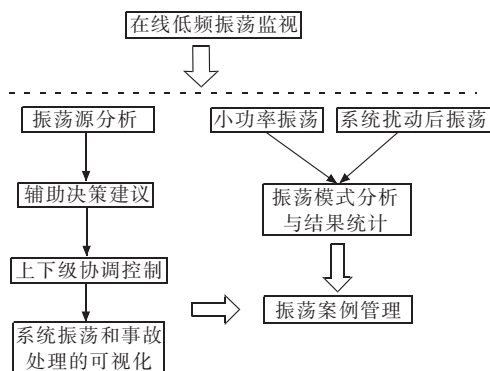 在线低频振荡监视
振荡源分析
小功率振荡
系统扰动后振荡
辅助决策建议
振荡模式分析
与结果统计
上下级协调控制
振荡案例管理
系统振荡和事故
处理的可视化